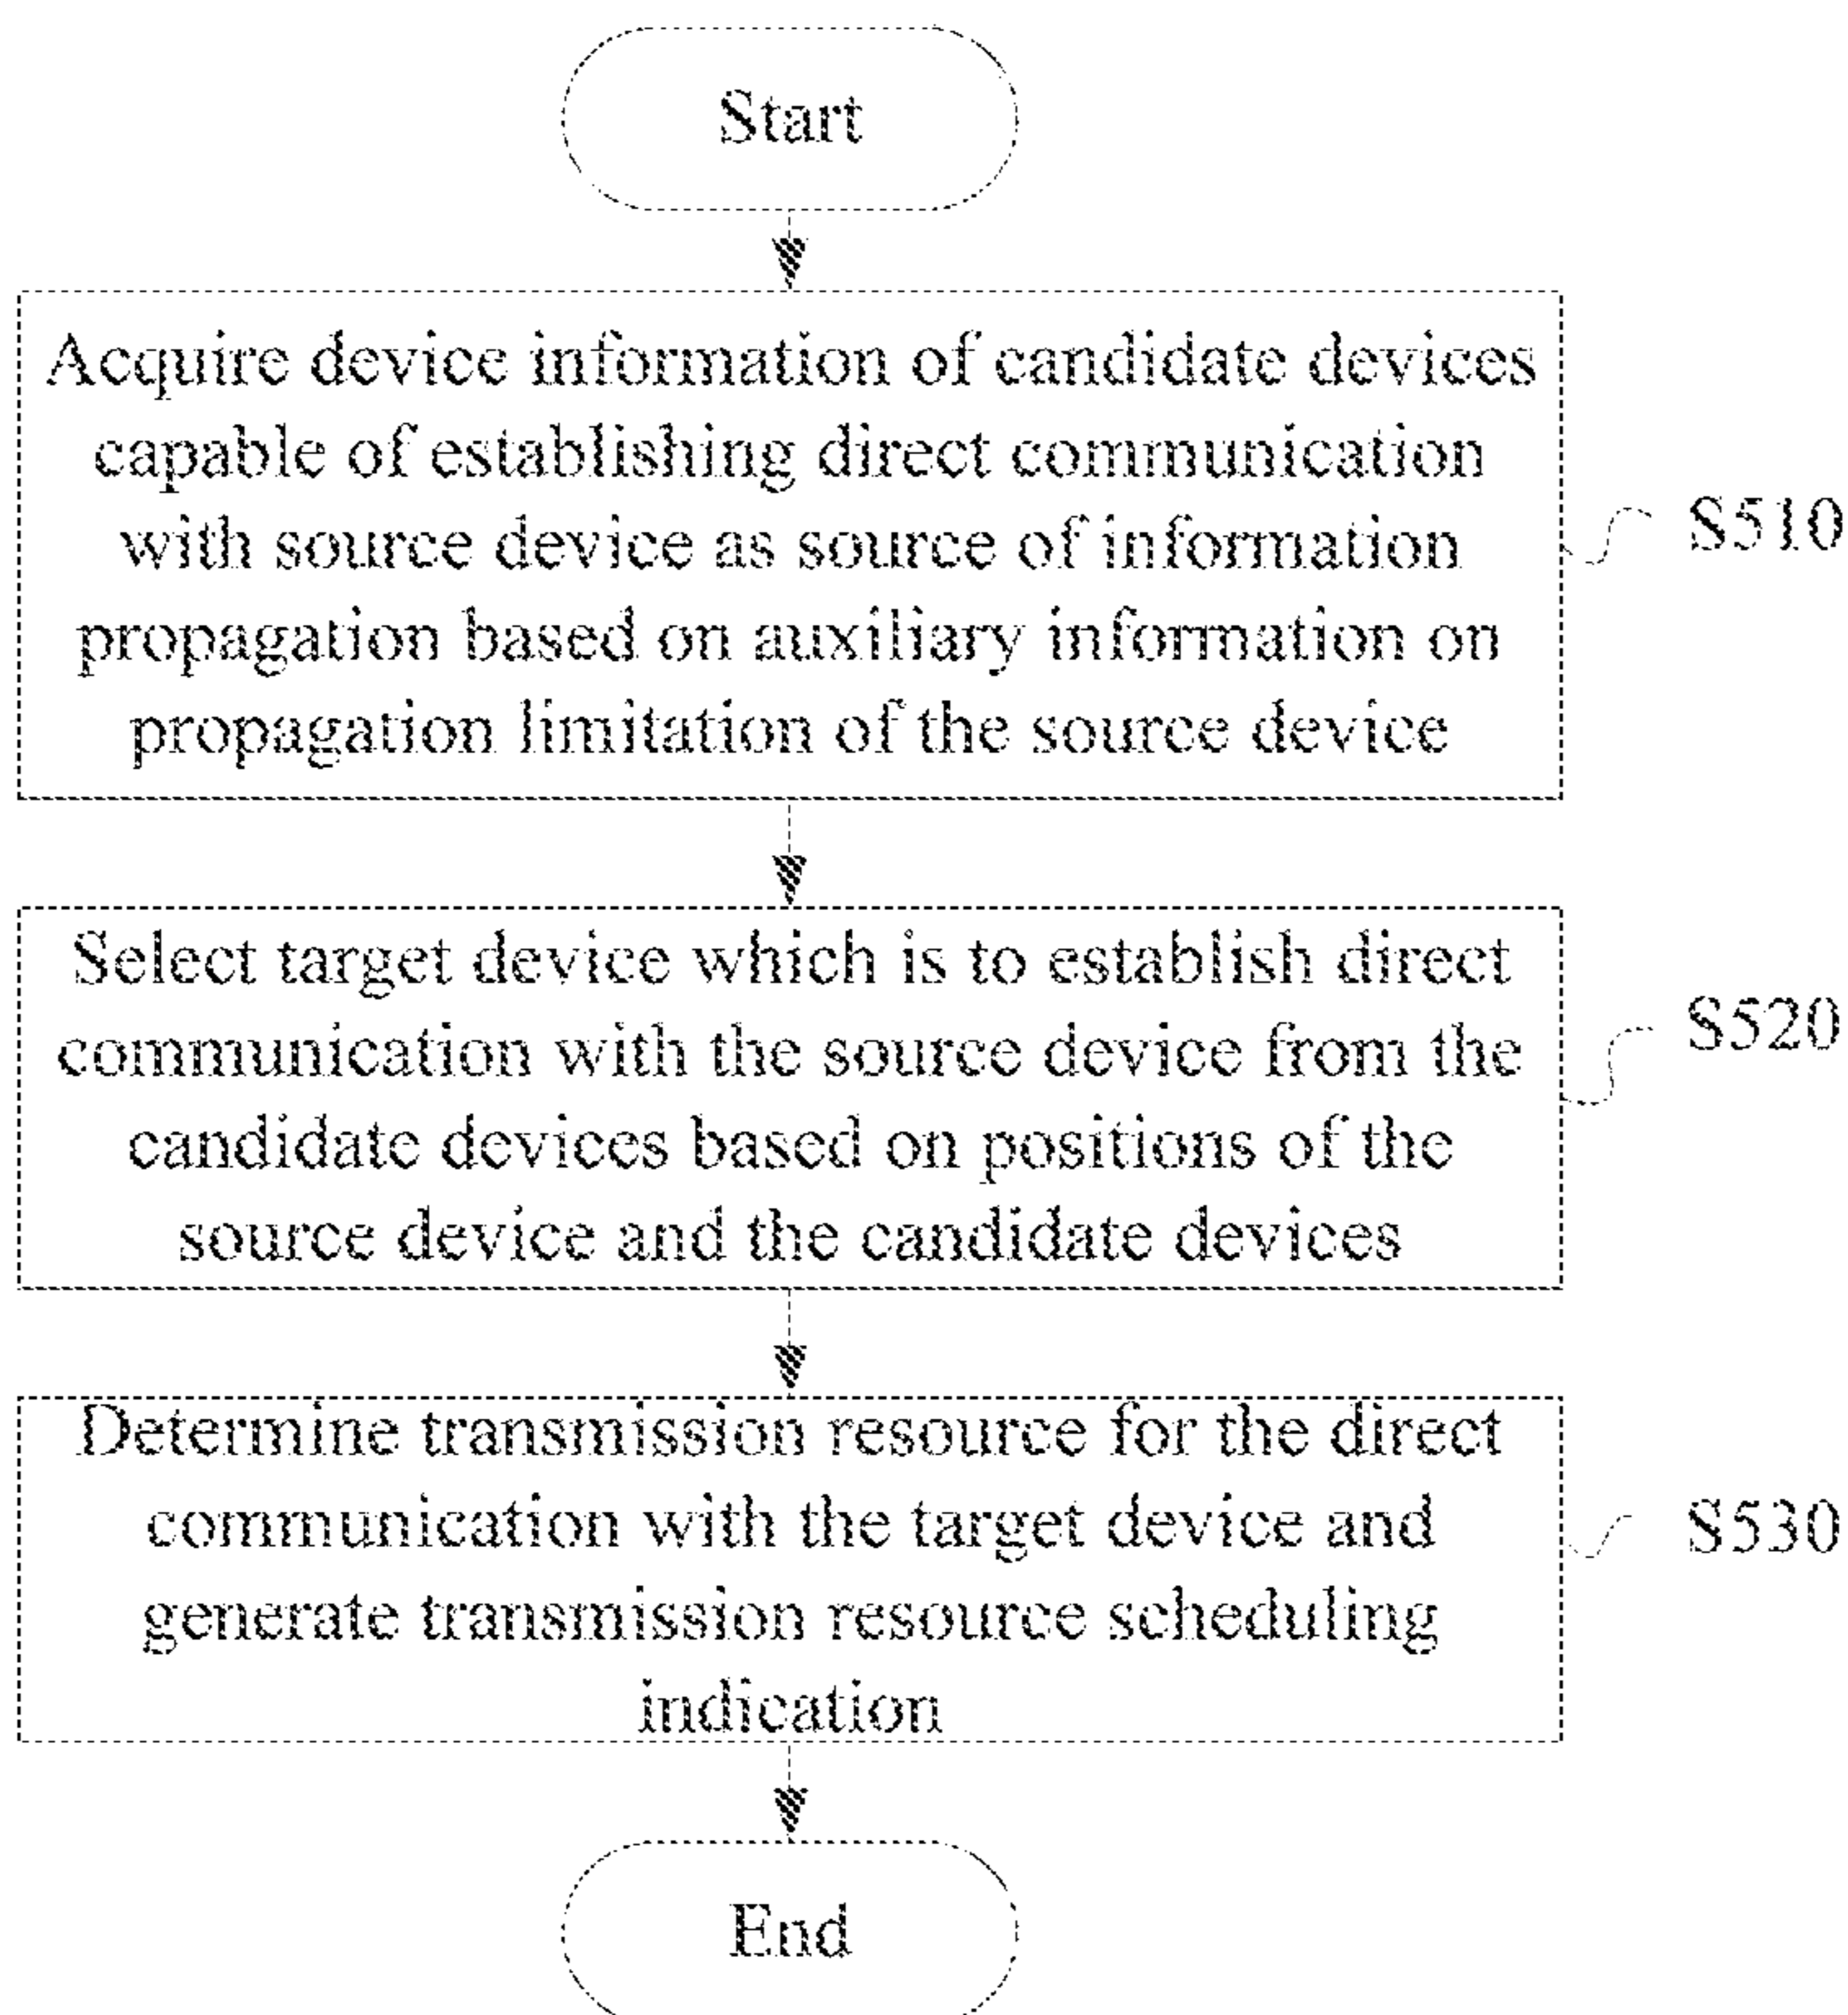 Start
Acquire device information of candidate devices
capable of establishing direct communication
with source device as source of information
propagation based on auxiliary information on
propagation limitation of the source device
S510
Select target device which is to establish direct
communication with the source device from the
candidate devices based on positions of the
source device and the candidate devices
S520
Determine transmission resource for the direct
communication with the target device and
generate transmission resource scheduling
indication
S530
End